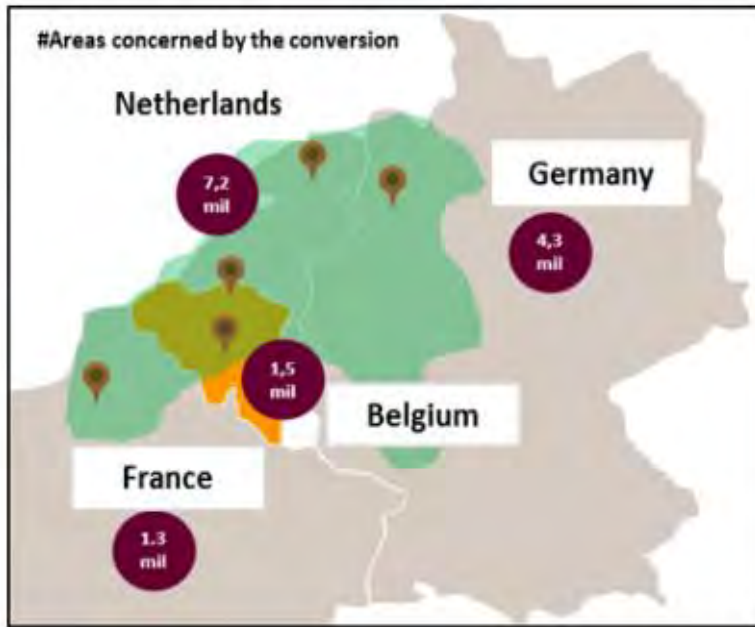 #Areas concerned by the conversion
Netherlands
7,2
mil
Germany
4,3
mil
1,5
mil
Belgium
France
1.3
mil